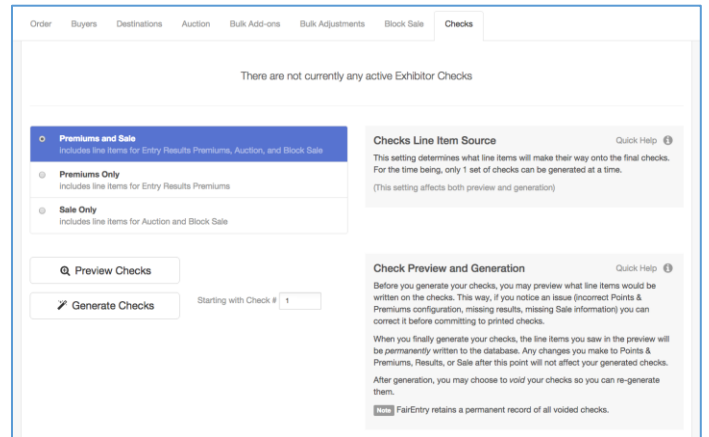 Order Buyers Destinations Auction Bulk Add-ons Bulk Adjustments Block Sale Checks
There are not currently any active Exhibitor Checks
Premiums and Sale
includes line items for Entry Results Premiums, Auction, and Block Sale
Premiums Only
includes line items for Entry Results Premiums
Sale Only
includes line items for Auction and Block Sale
Checks Line Item Source Quick Help
This setting determines what line items will make their way onto the final checks.
For the time being, only 1 set of checks can be generated at a time.
(This setting affects both preview and generation)
Preview Checks
Generate Checks Starting with Check # 1
Check Preview and Generation Quick Help
Before you generate your checks, you may preview what line items would be
written on the checks. This way, if you notice an issue (incorrect Points &
Premiums configuration, missing results, missing Sale information) you can
correct it before committing to printed checks.
When you finally generate your checks, the line items you saw in the preview will
be permanently written to the database. Any changes you make to Points &
Premiums, Results, or Sale after this point will not affect your generated checks.
After generation, you may choose to void your checks so you can re-generate
them.
Note FairEntry retains a permanent record of all voided checks.